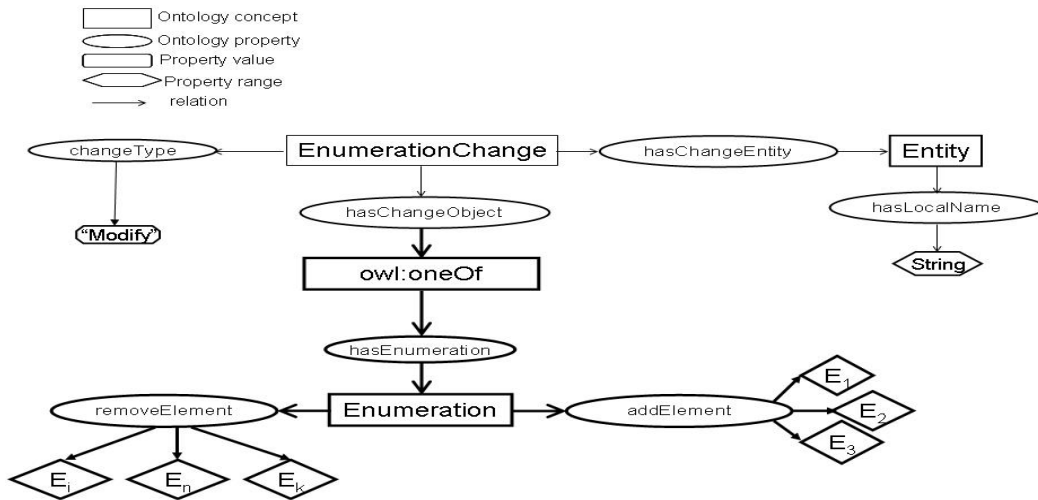 Ontology concept
Ontology property
Property value
Property range
relation
changeType
EnumerationChange
hasChangeEntity
Entity
hasChangeObject
hasLocalName
“Modify”
owl:oneOf
String
hasEnumeration
removeElement
Enumeration
addElement
E1
E2
E3
Ei
En
Ek